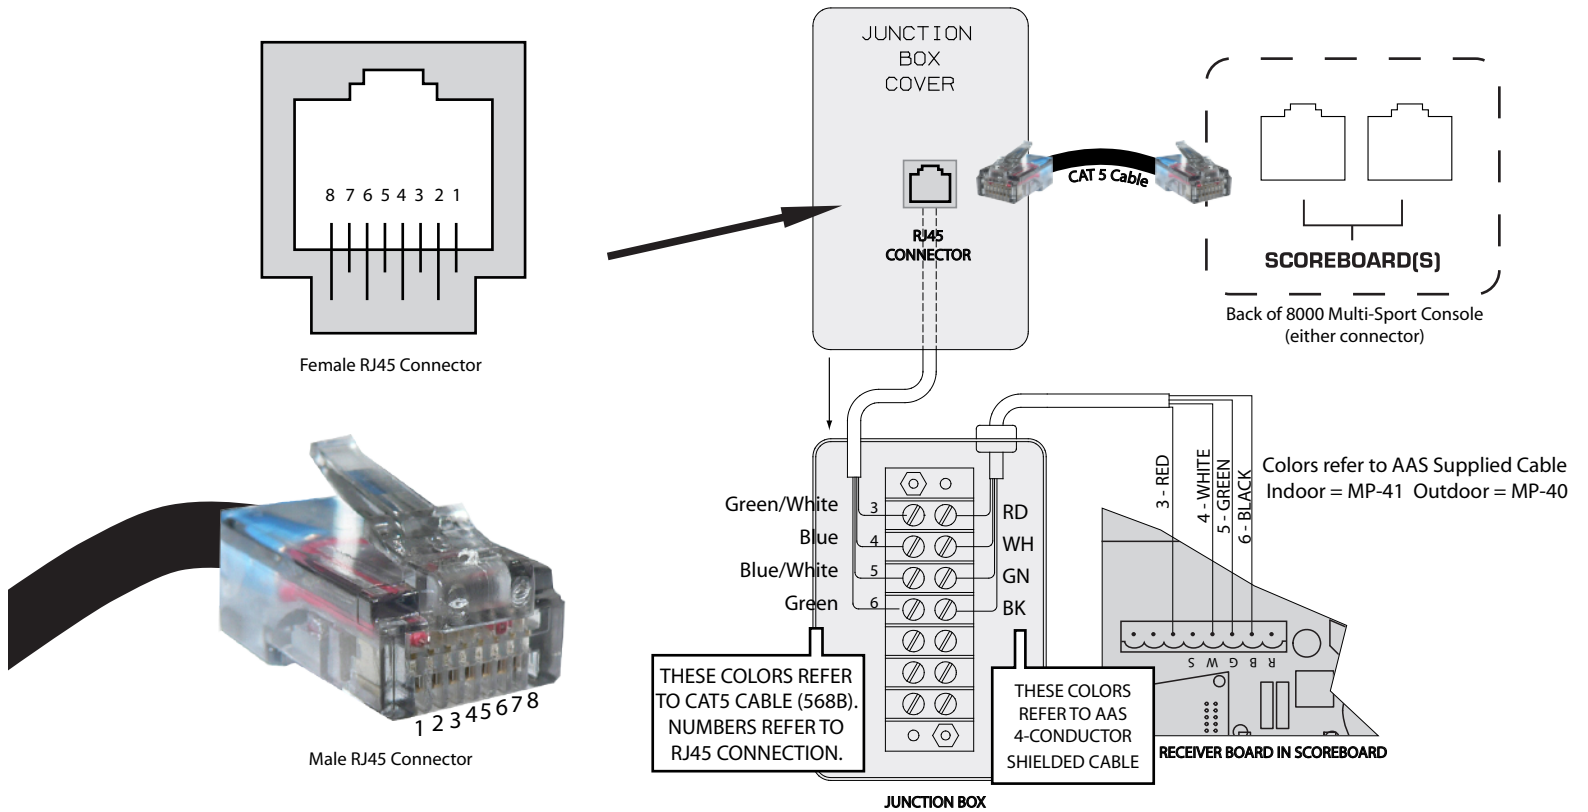 8 7 6 5 4 3 2 1
Female RJ45 Connector
1 2 3 4 5 6 7 8
Male RJ45 Connector
JUNCTION
BOX
COVER
RJ45
CONNECTOR
CAT 5 Cable
SCOREBOARD(S)
Back of 8000 Multi-Sport Console
(either connector)
Green/White 3 RD
Blue 4 WH
Blue/White 5 GN
Green 6 BK
THESE COLORS REFER
TO CAT5 CABLE (568B).
NUMBERS REFER TO
RJ45 CONNECTION.
THESE COLORS
REFER TO AAS
4-CONDUCTOR
SHIELDED CABLE
JUNCTION BOX
3 - RED
4 - WHITE
5 - GREEN
6 - BLACK
Colors refer to AAS Supplied Cable
Indoor = MP-41 Outdoor = MP-40
S W G B R
RECEIVER BOARD IN SCOREBOARD